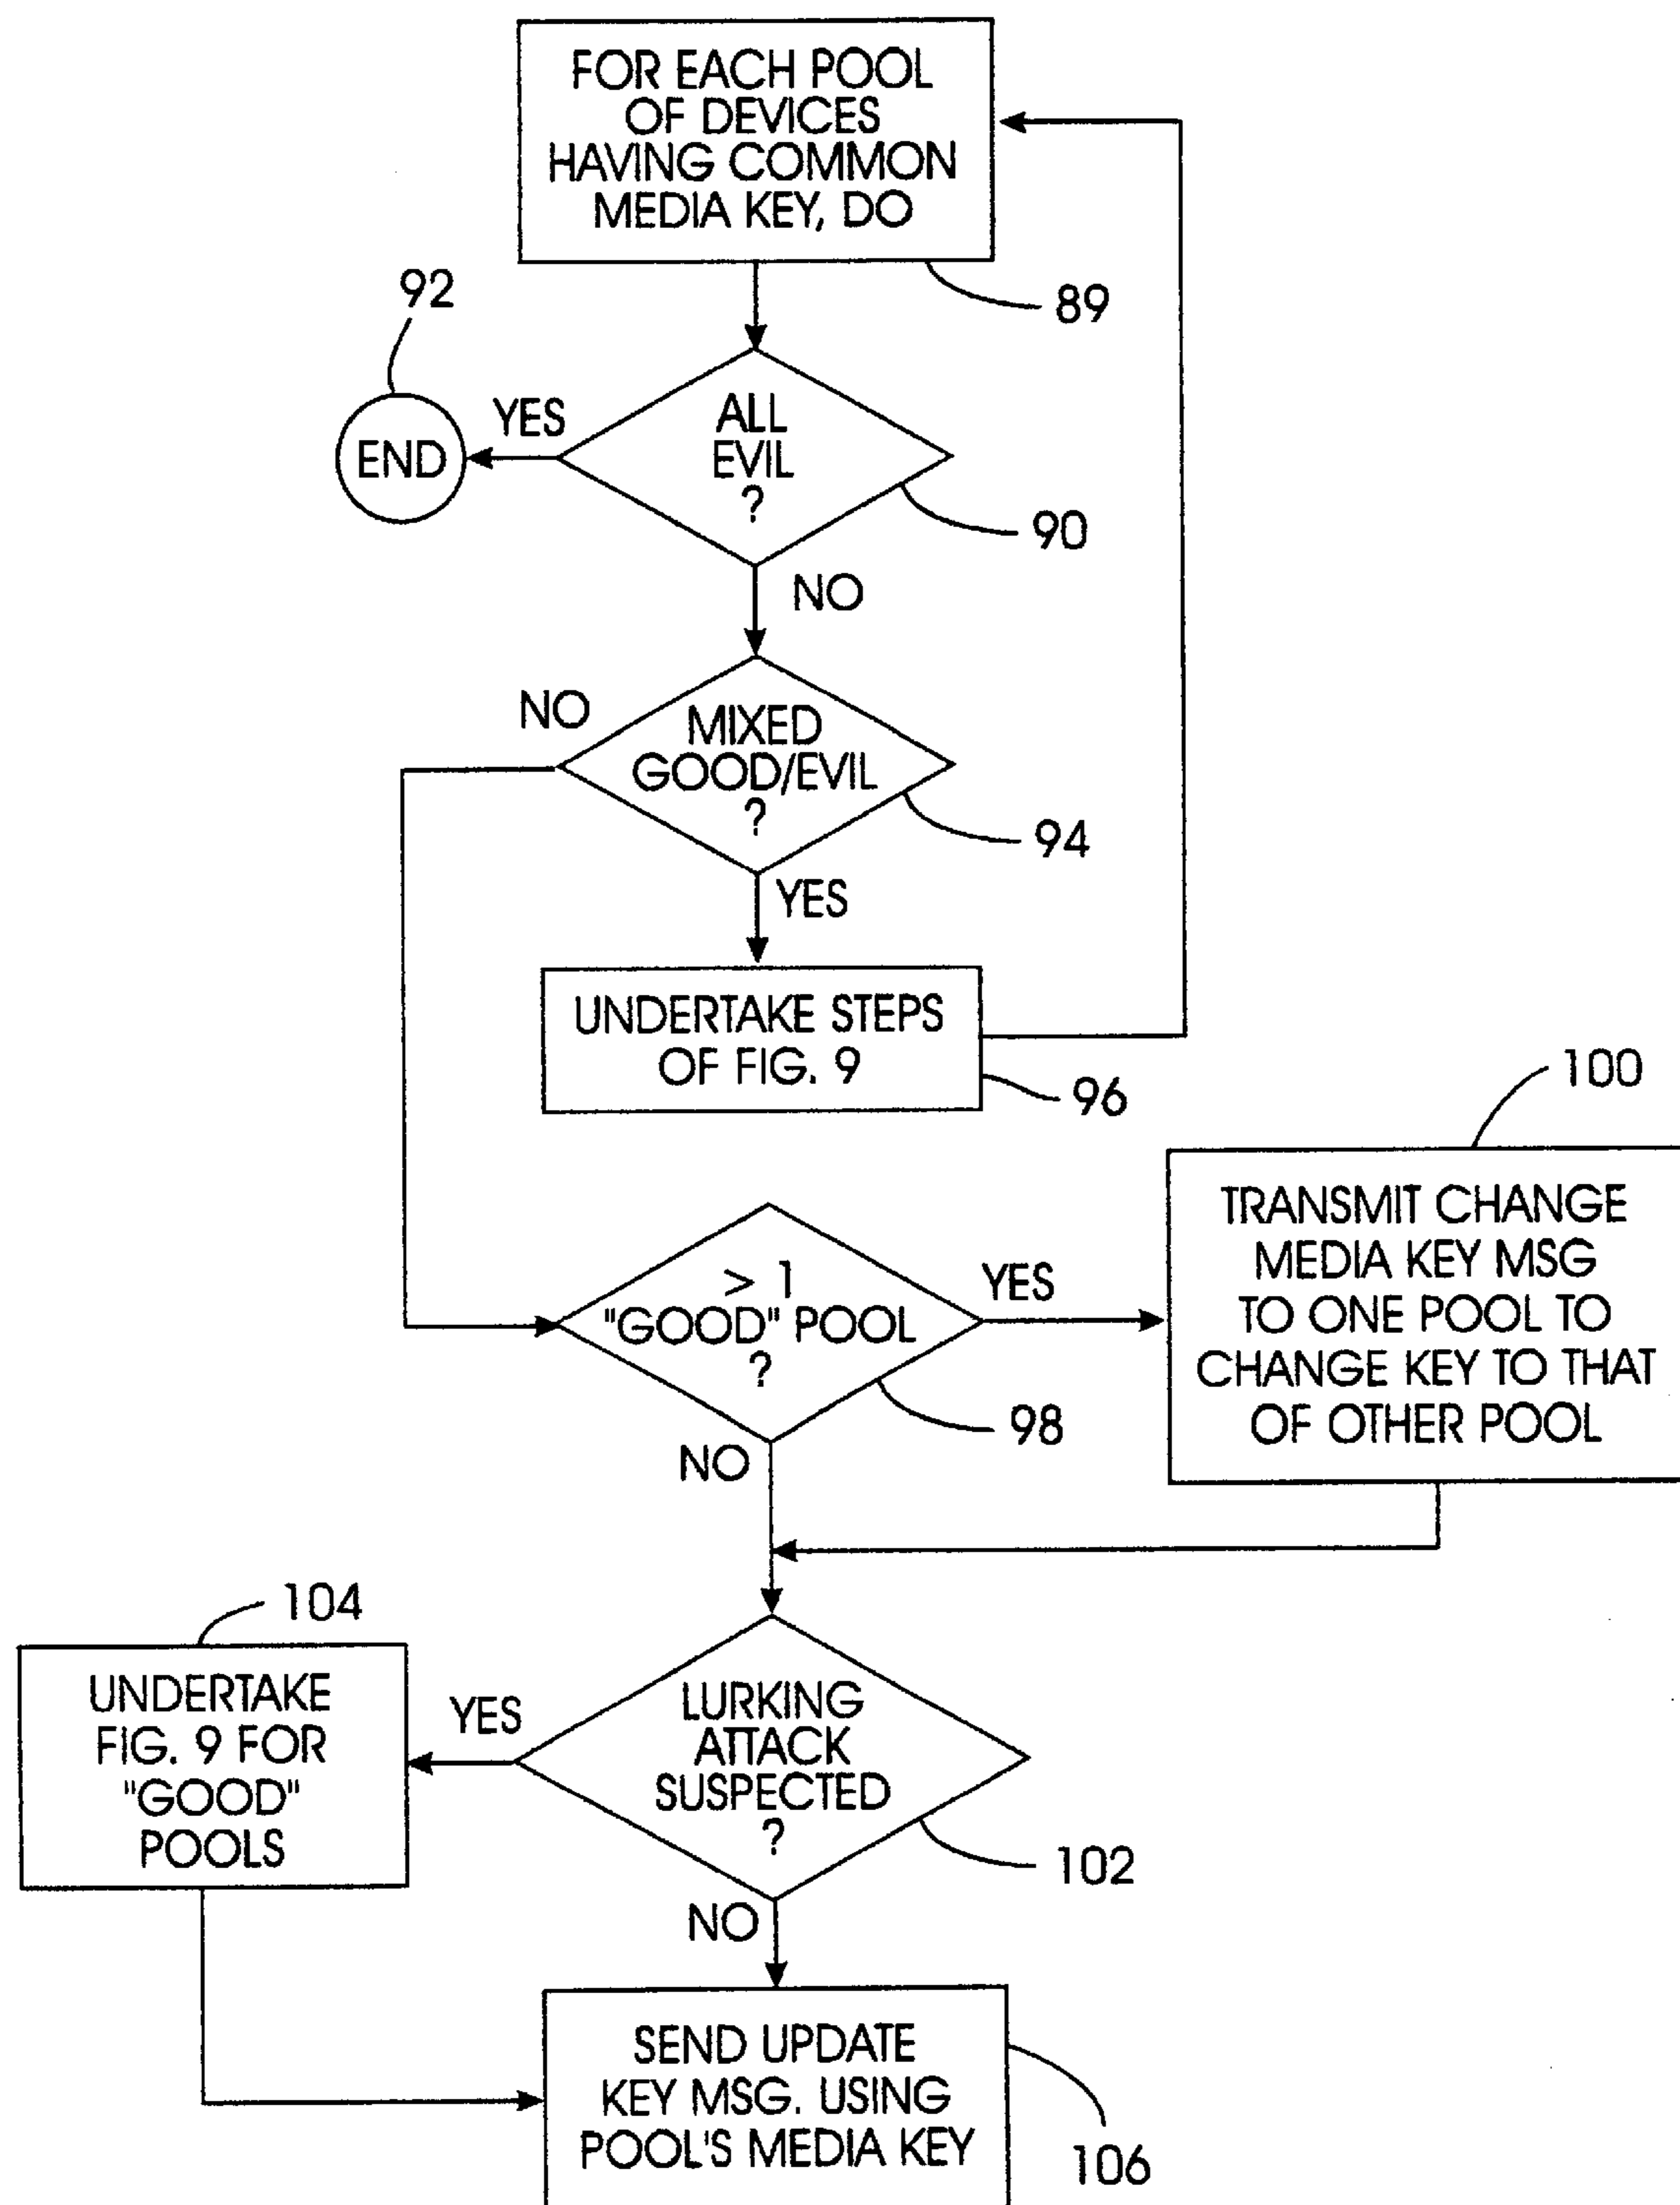 FOR EACH POOL
OF DEVICES
HAVING COMMON
MEDIA KEY, DO
89
92
END
YES
ALL
EVIL
?
90
NO
NO
MIXED
GOOD/EVIL
?
94
YES
UNDERTAKE STEPS
OF FIG. 9
96
100
TRANSMIT CHANGE
MEDIA KEY MSG
TO ONE POOL TO
CHANGE KEY TO THAT
OF OTHER POOL
> 1
"GOOD" POOL
?
YES
98
NO
104
UNDERTAKE
FIG. 9 FOR
"GOOD"
POOLS
YES
LURKING
ATTACK
SUSPECTED
?
102
NO
SEND UPDATE
KEY MSG. USING
POOL'S MEDIA KEY
106